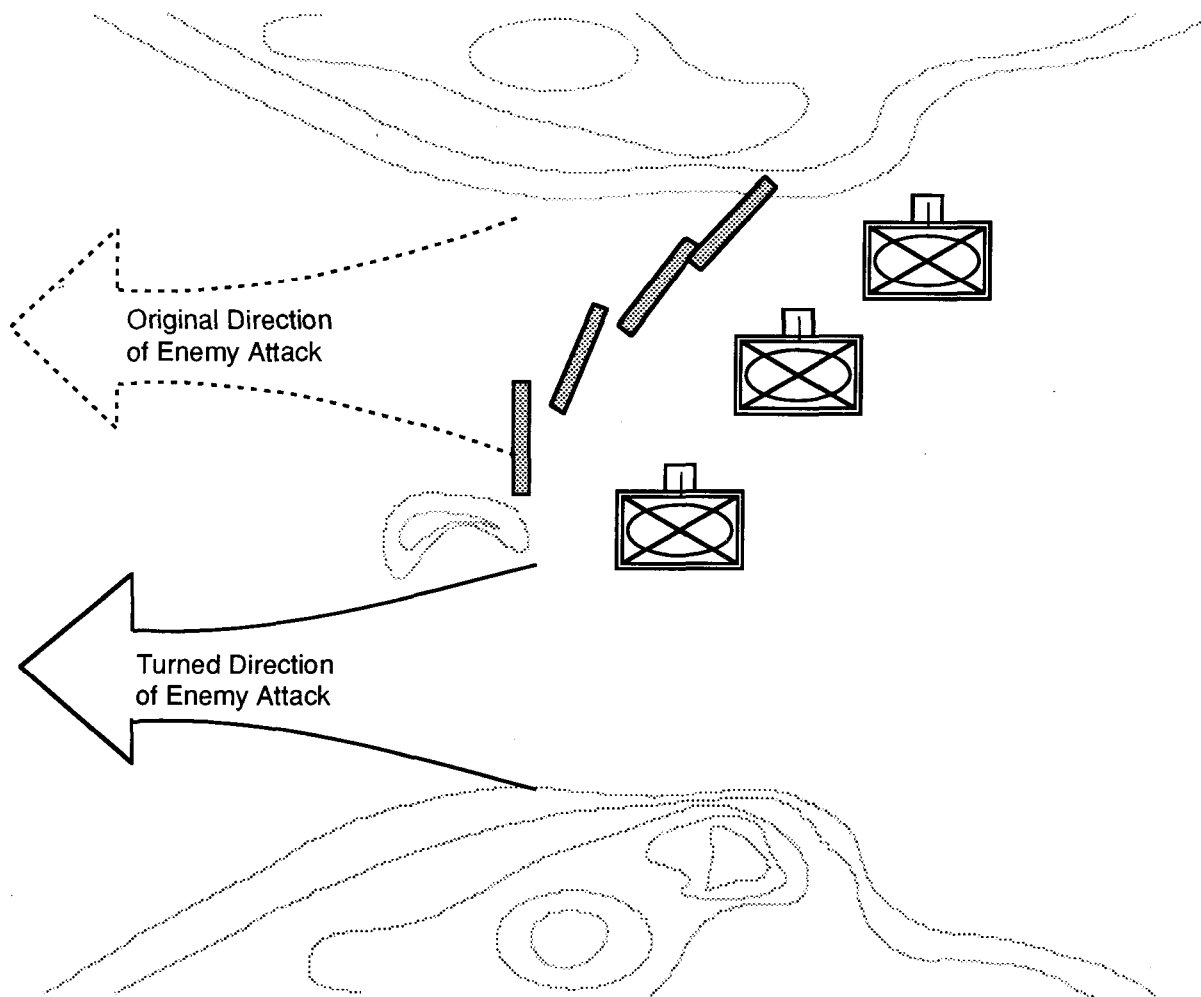 Original Direction
of Enemy Attack
Turned Direction
of Enemy Attack